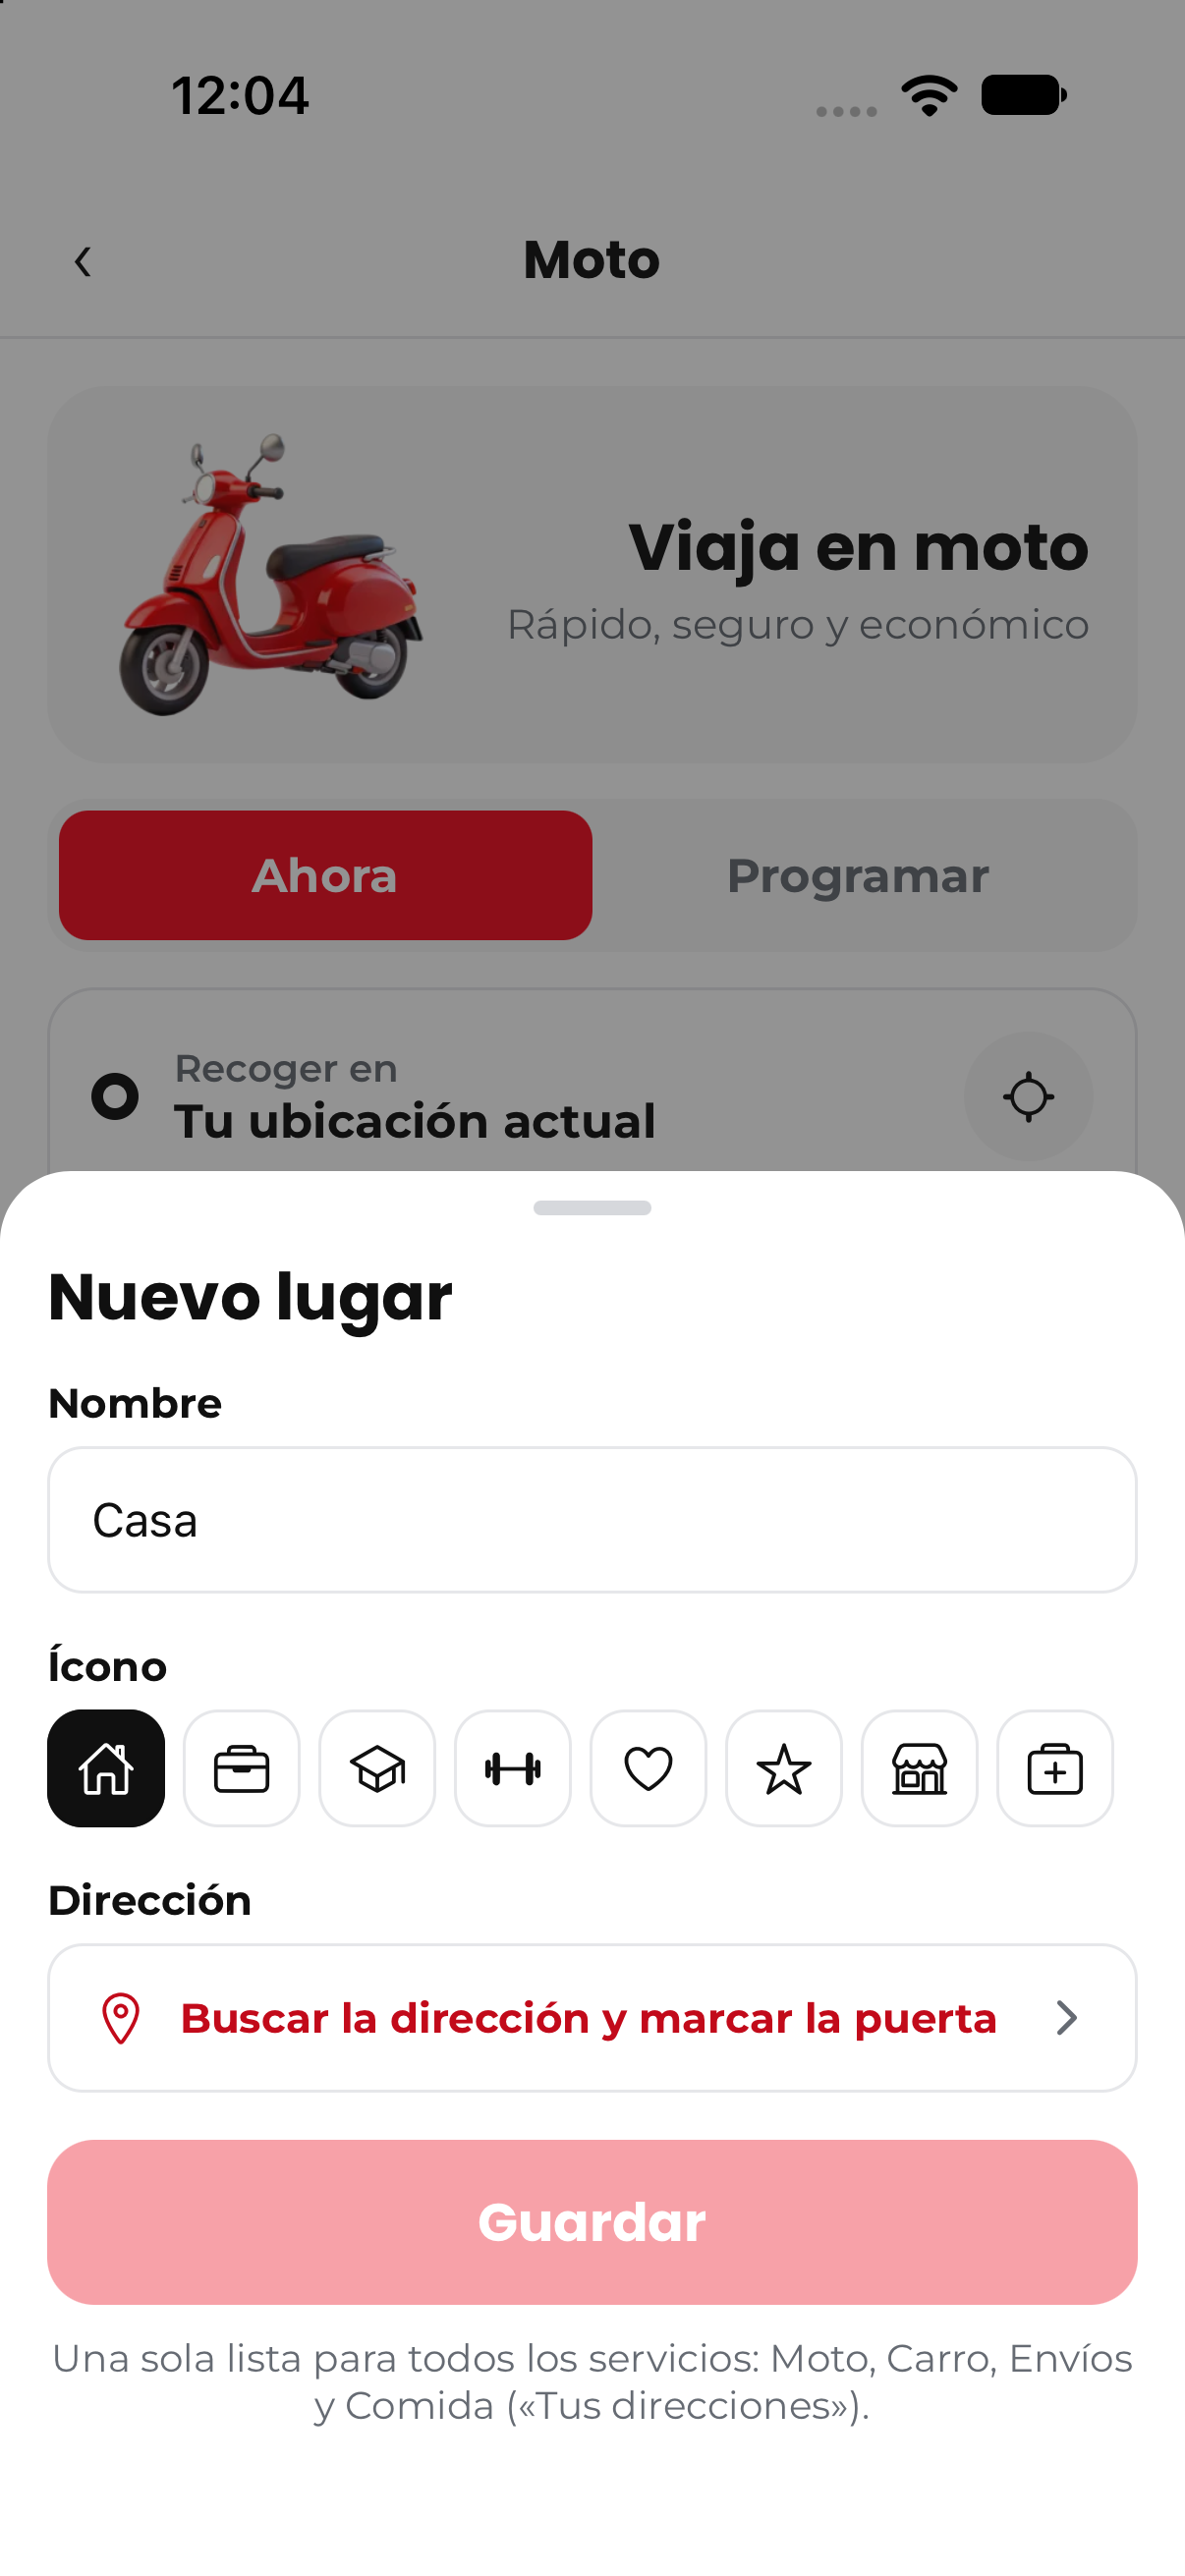 12:04
Moto
Viaja en moto
Rápido, seguro y económico
Ahora
Programar
Recoger en
Tu ubicación actual
Nuevo lugar
Nombre
Casa
Ícono
Dirección
Buscar la dirección y marcar la puerta
Guardar
Una sola lista para todos los servicios: Moto, Carro, Envíos
y Comida («Tus direcciones»).